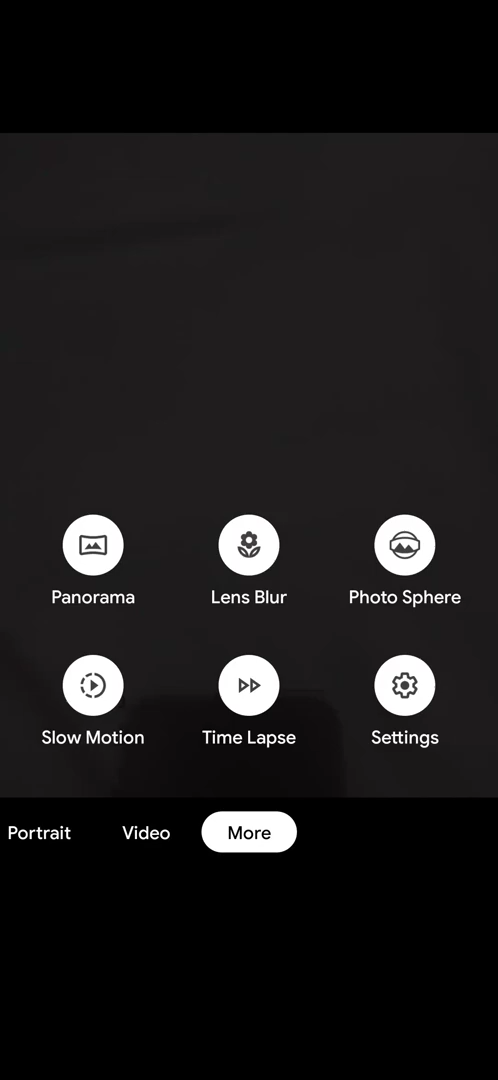 Panorama
Lens Blur
Photo Sphere
Slow Motion
Time Lapse
Settings
Portrait
Video
More